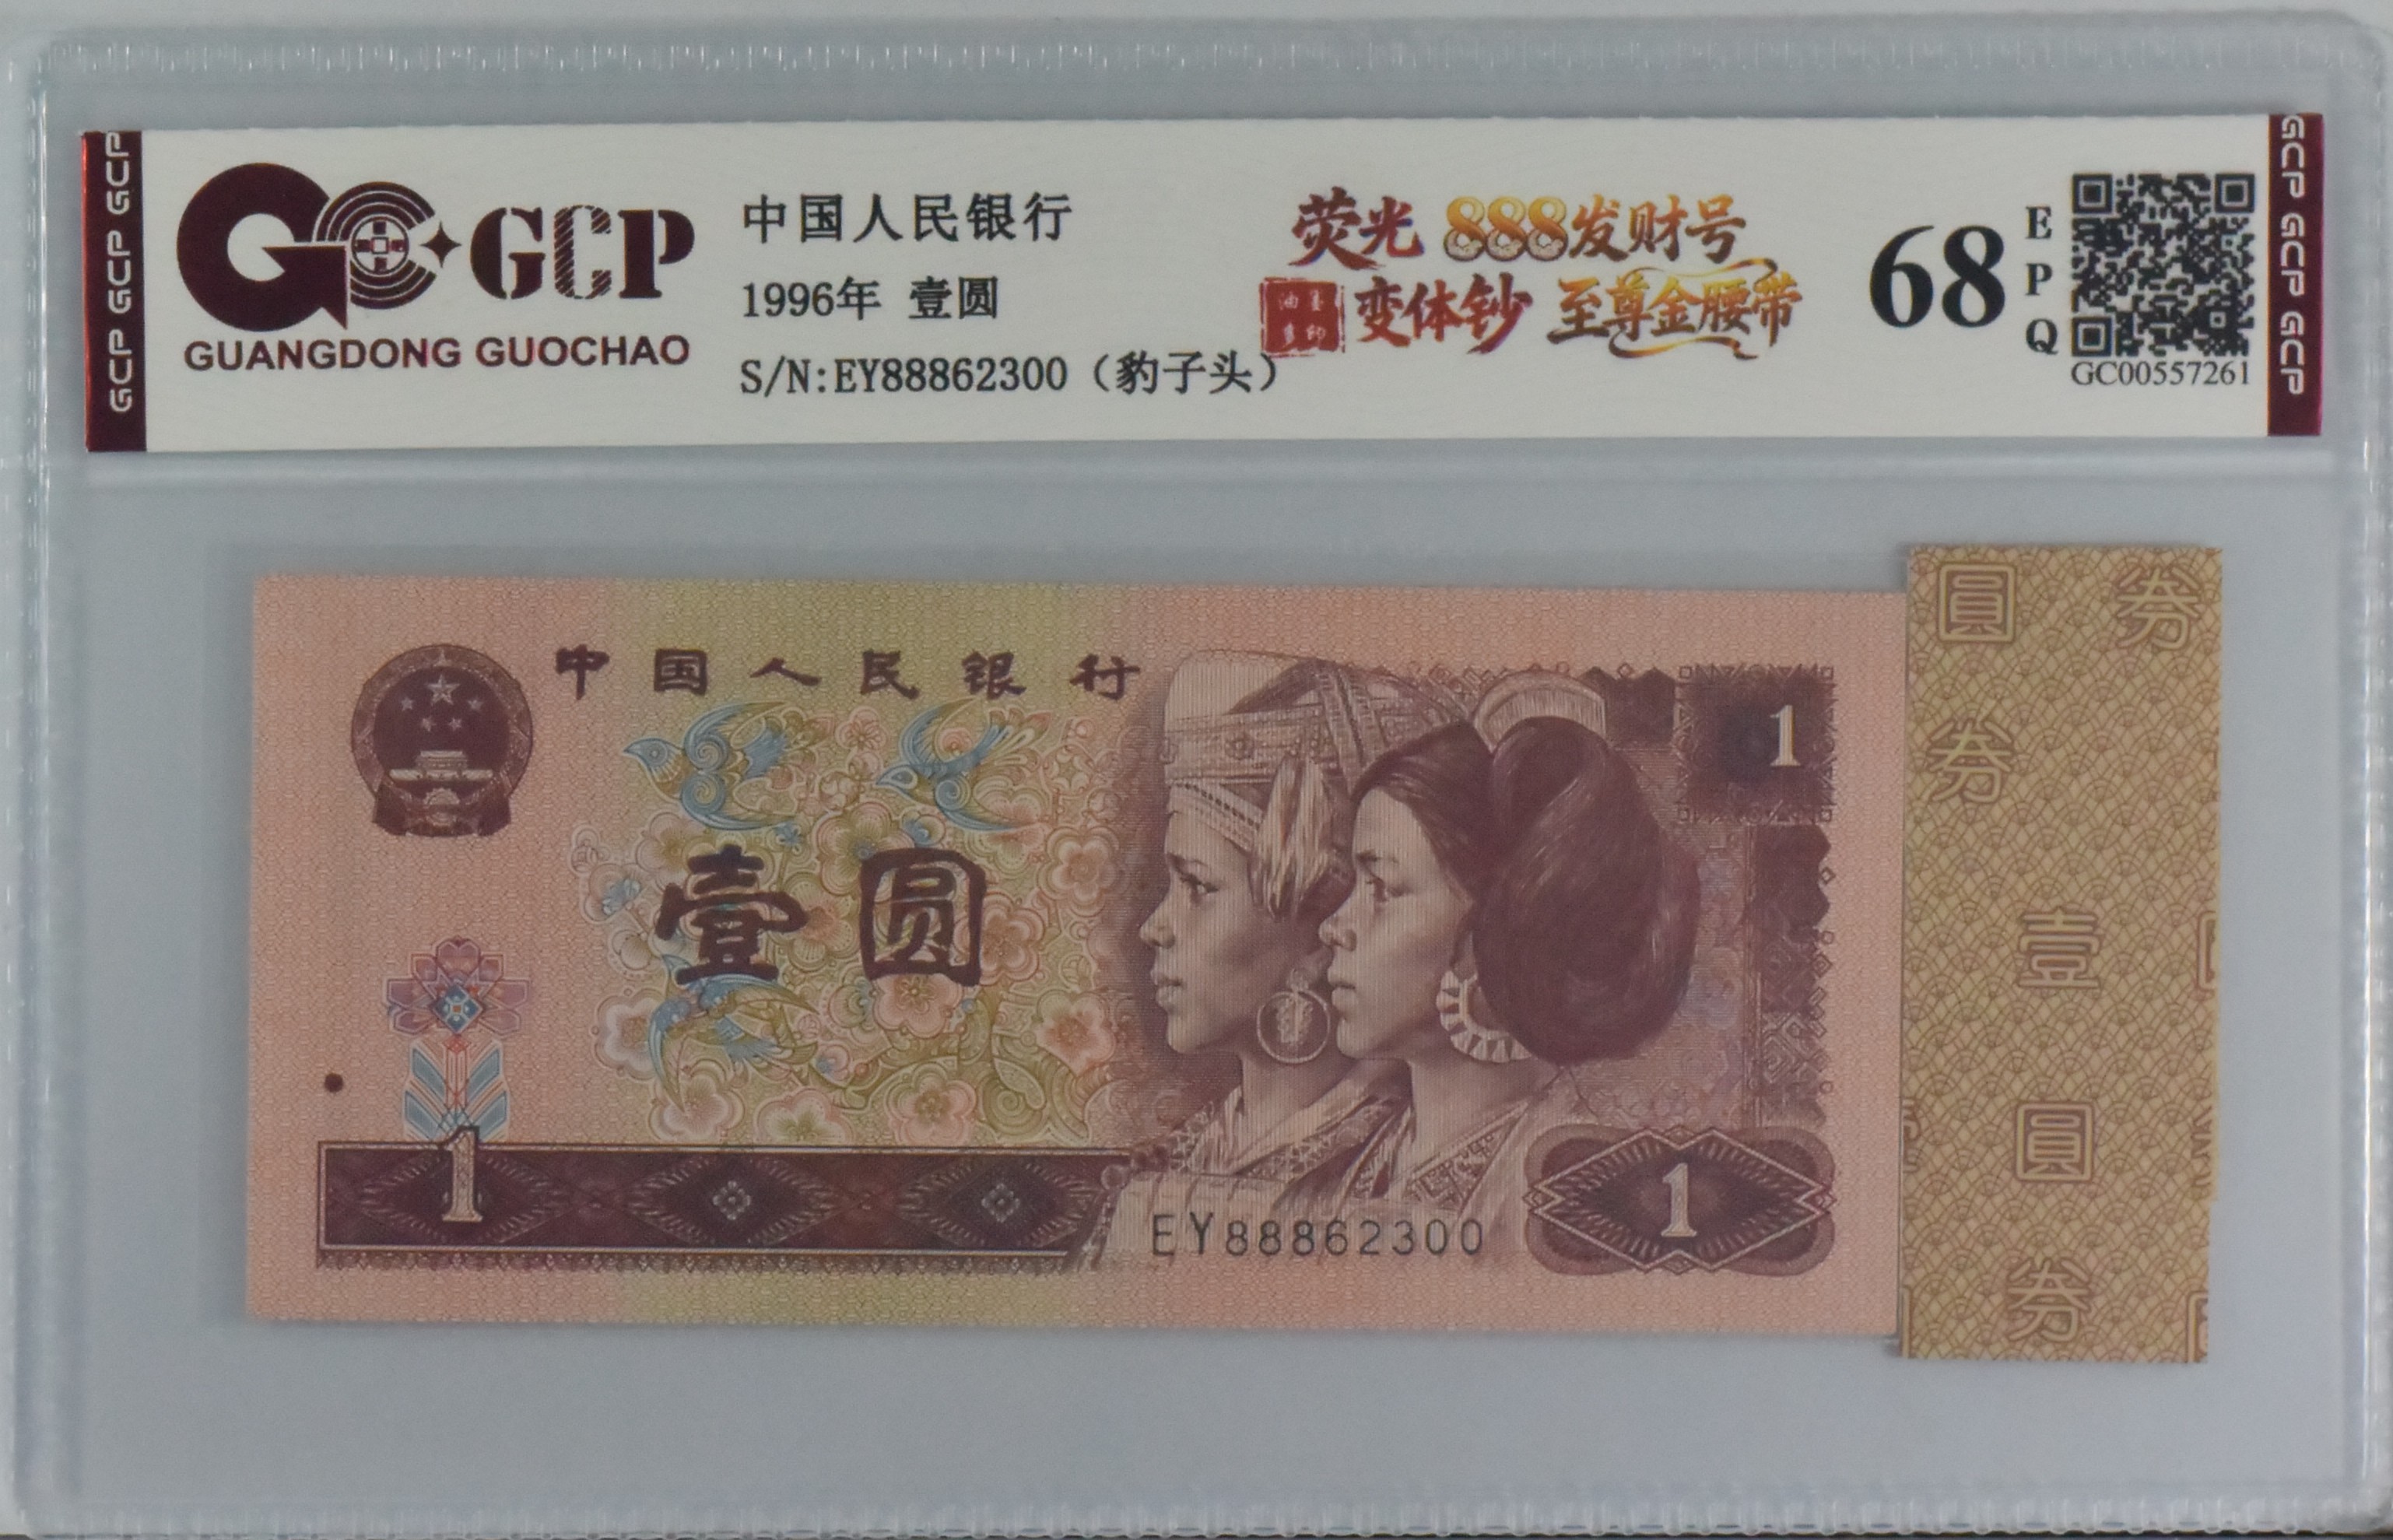 GCP GCP GCP
GCP
GUANGDONG GUOCHAO
中国人民银行
1996年 壹圆
S/N:EY88862300（豹子头）
荧光 888发财号
变体钞 至尊金腰带
68
E
P
Q
GC00557261
GCP GCP GCP
中国人民银行
壹圆
1
1
EY88862300
1
圓 券
券
壹
圓
券